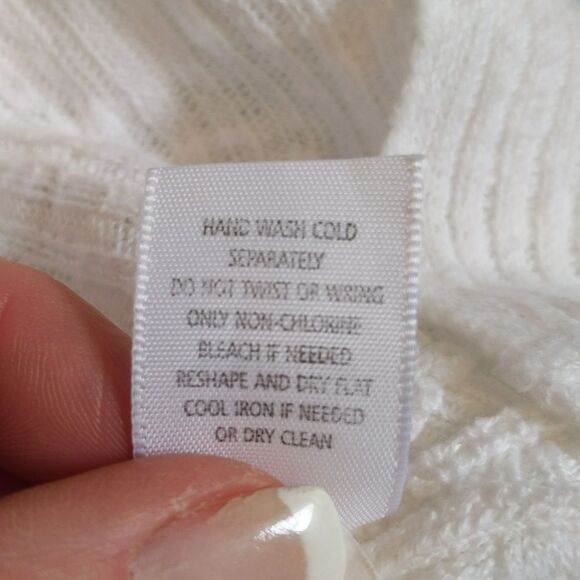 HAND WASH COLD
SEPARATELY
DO NOT TWIST OR WRING
ONLY NON-CHLORINE
BLEACH IF NEEDED
RESHAPE AND DRY FLAT
COOL IRON IF NEEDED
OR DRY CLEAN